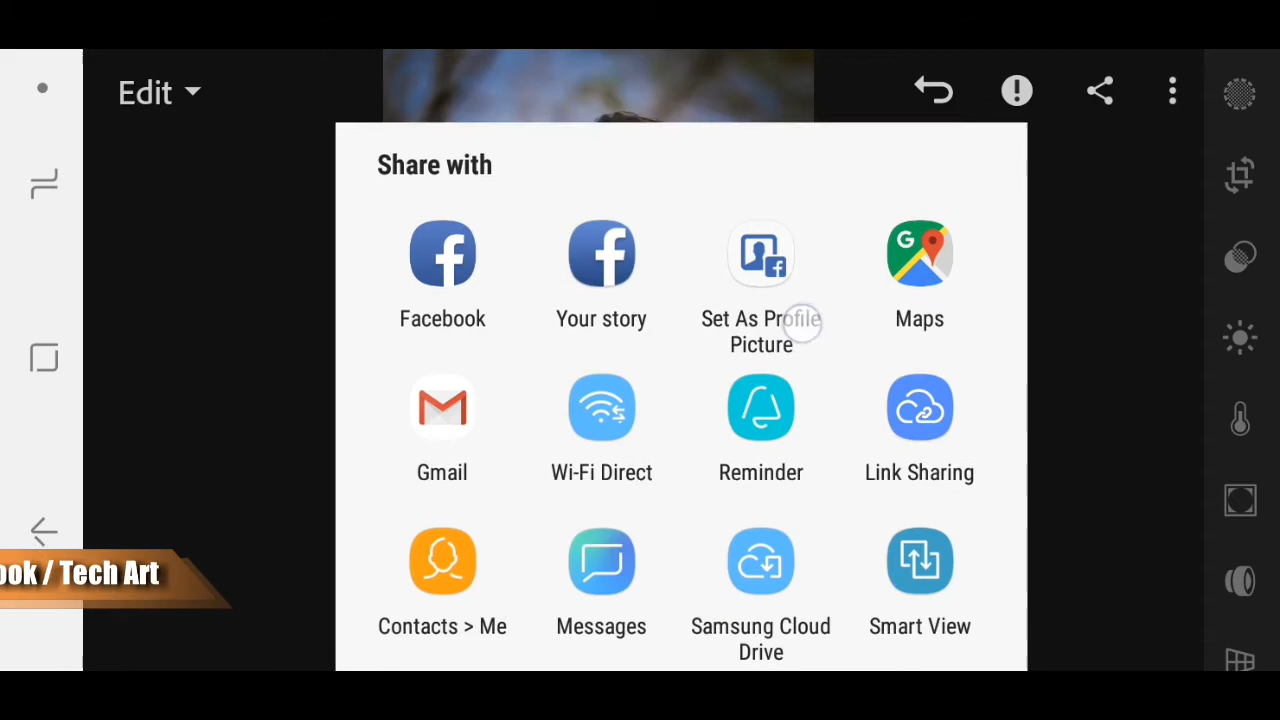 Edit
Share with
Facebook
Your story
Set As Profile
Picture
Maps
G
Gmail
Wi-Fi Direct
Reminder
Link Sharing
ook / Tech Art
Contacts > Me
Messages
Samsung Cloud
Drive
Smart View